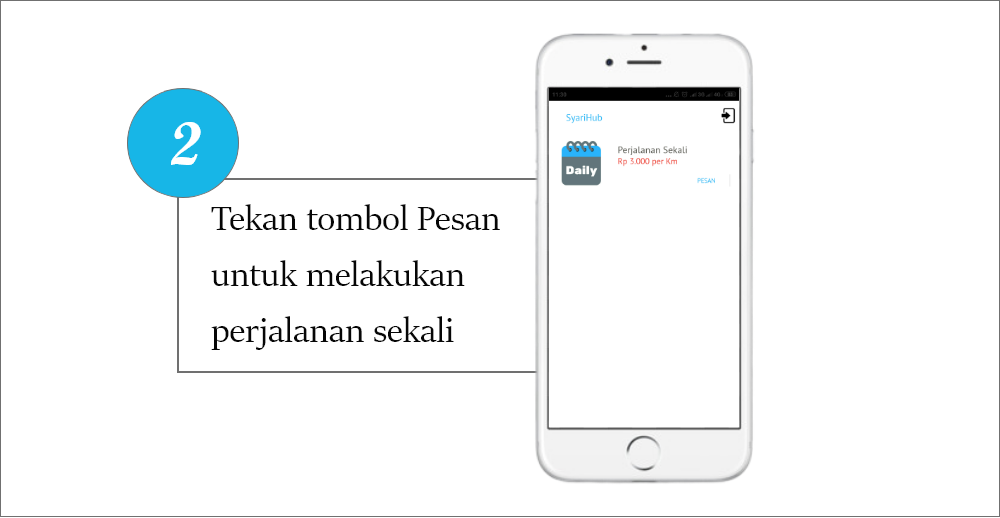 2
Tekan tombol Pesan
untuk melakukan
perjalanan sekali
SyariHub
Daily
Perjalanan Sekali
Rp 3.000 per Km
PESAN